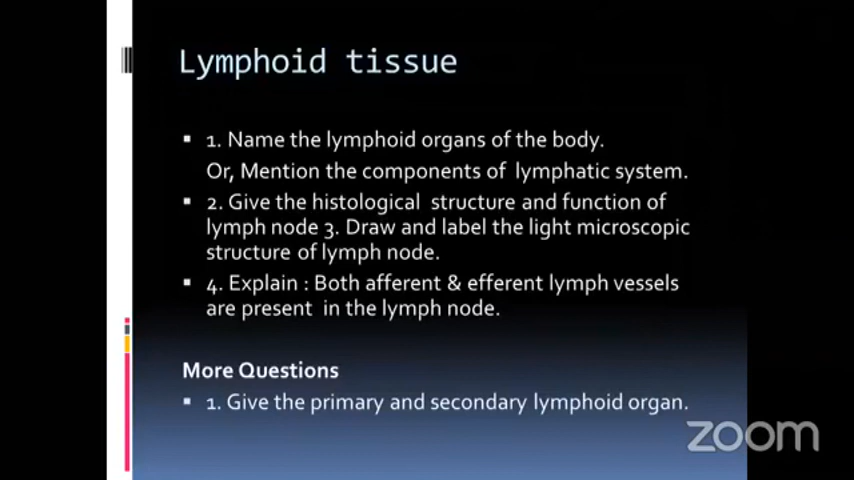 Lymphoid tissue
▪ 1. Name the lymphoid organs of the body.
Or, Mention the components of lymphatic system.
▪ 2. Give the histological structure and function of
lymph node 3. Draw and label the light microscopic
structure of lymph node.
▪ 4. Explain : Both afferent & efferent lymph vessels
are present in the lymph node.
More Questions
▪ 1. Give the primary and secondary lymphoid organ.
zoom